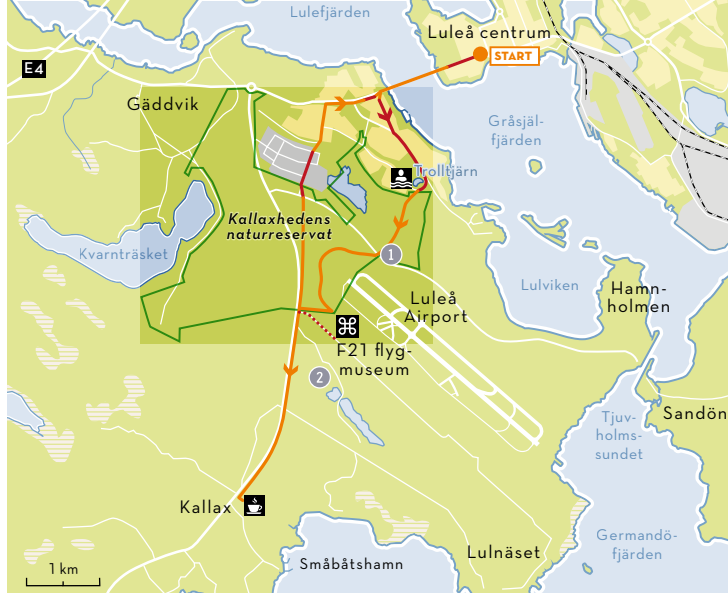 Lulefjärden
Luleå centrum
START
E4
Gäddvik
Gråsjäl-
fjärden
Trolltjärn
Kallaxhedens
naturreservat
Kvarnträsket
1
Luleå
Airport
Lulviken
Hamn-
holmen
F21 flyg-
museum
2
Tjuv-
holms-
sundet
Sandön
Kallax
Germandö-
fjärden
Lulnäset
Småbåtshamn
1 km